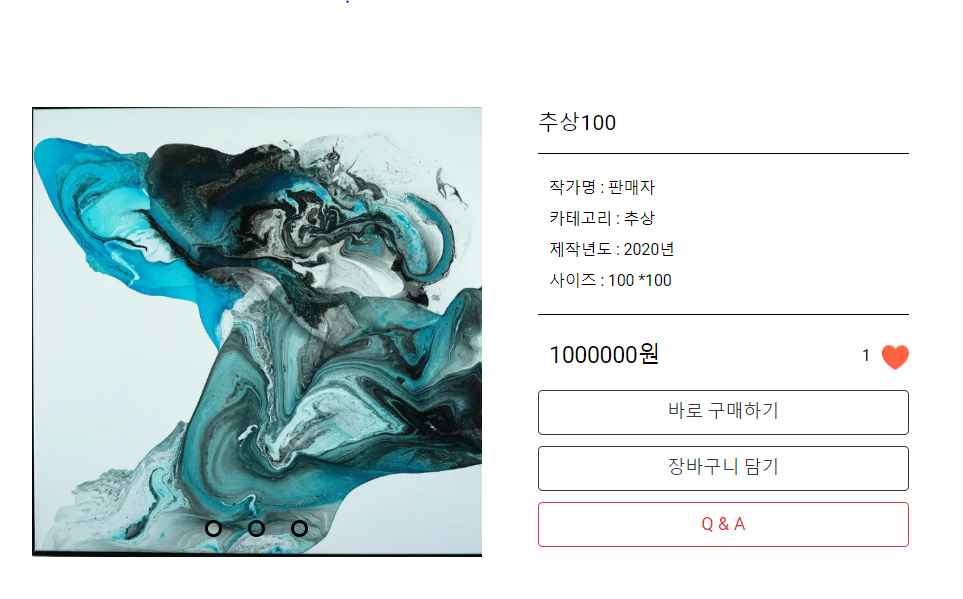 추상100
작가명 : 판매자
카테고리 : 추상
제작년도 : 2020년
사이즈 : 100 *100
1000000원
1
바로 구매하기
장바구니 담기
Q & A